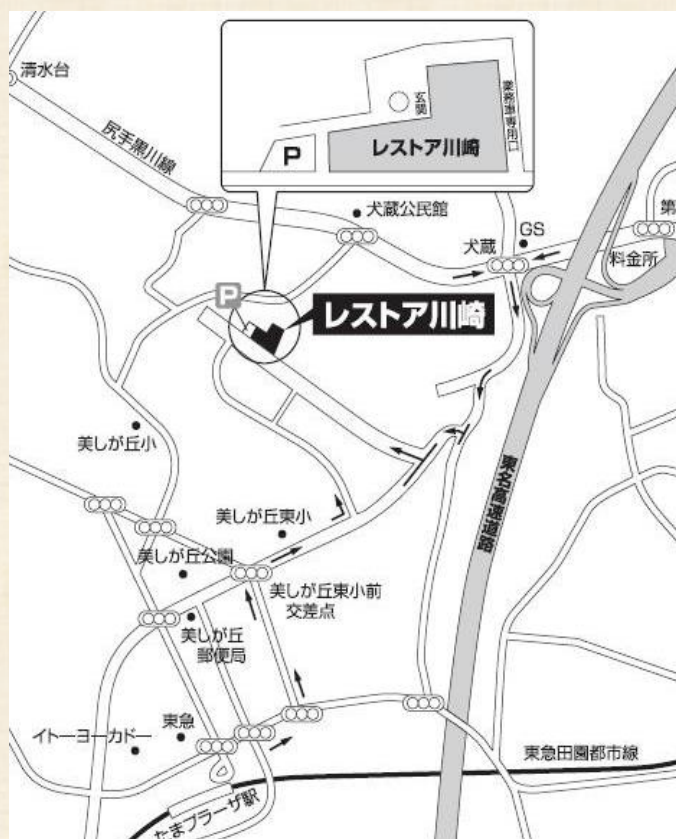 清水台
尻手黒川線
玄関
業務車専用口
P
レストア川崎
犬蔵公民館
GS
犬蔵
第
料金所
P
レストア川崎
美しが丘小
東名高速道路
美しが丘東小
美しが丘公園
美しが丘東小前
交差点
美しが丘
郵便局
東急
イトーヨーカドー
東急田園都市線
たまプラーザ駅